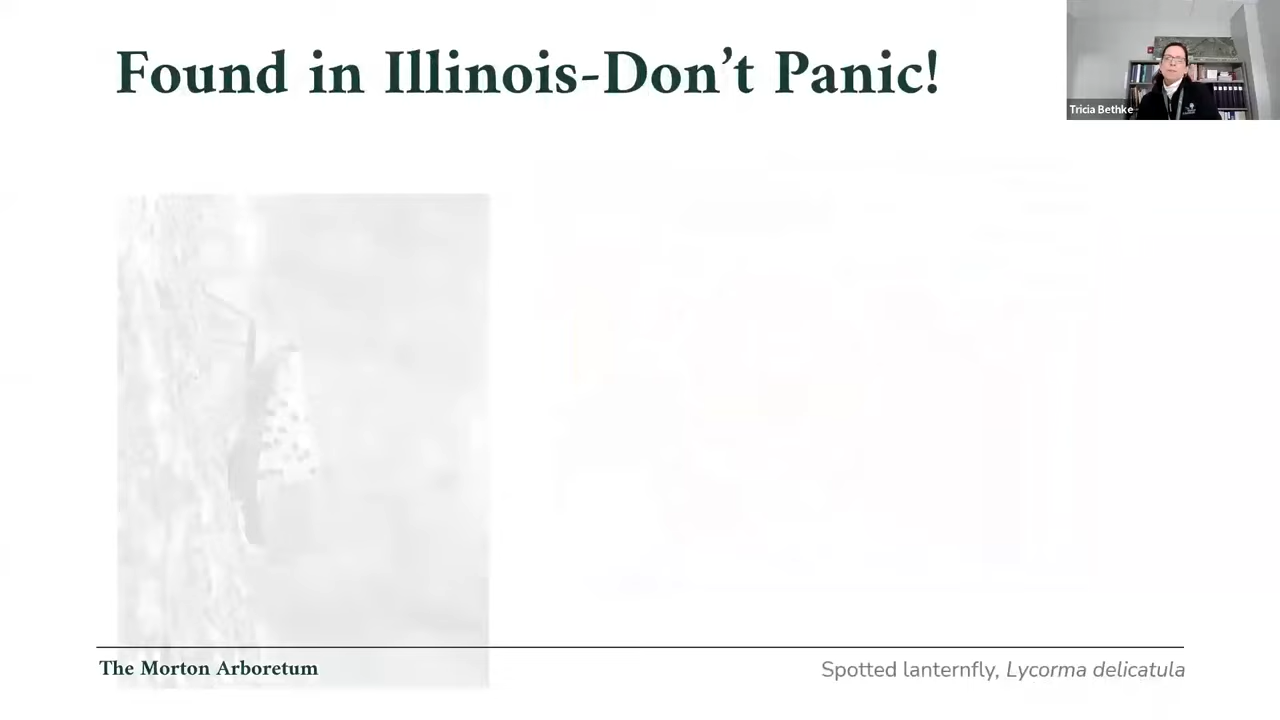 Found in Illinois-Don't Panic!
Tricia Bethke
The Morton Arboretum
Spotted lanternfly, Lycorma delicatula